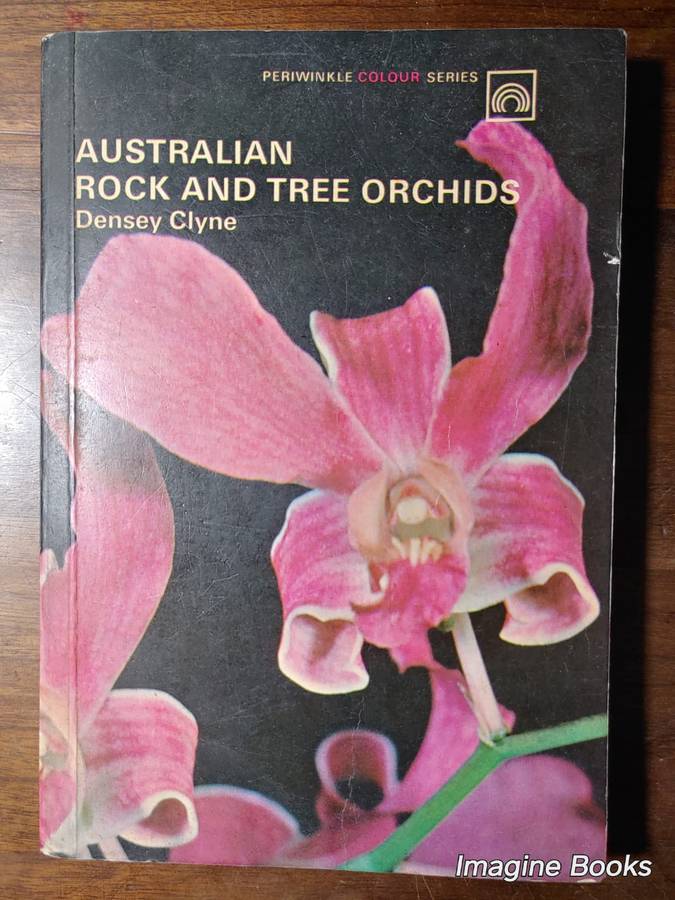 PERIWINKLE COLOUR SERIES
AUSTRALIAN
ROCK AND TREE ORCHIDS
Densey Clyne
Imagine Books